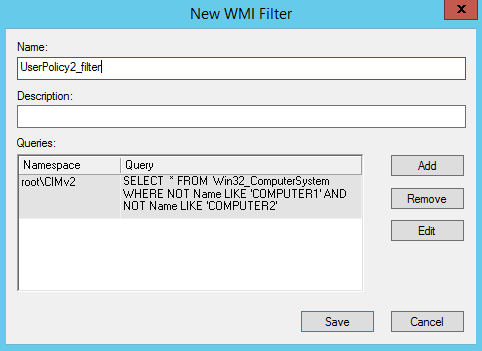 New WMI Filter
x
Name:
UserPolicy2_filter
Description:
Queries:
Namespace Query
root\CIMv2 SELECT * FROM Win32_ComputerSystem
WHERE NOT Name LIKE 'COMPUTER1' AND
NOT Name LIKE 'COMPUTER2'
Add
Remove
Edit
Save Cancel